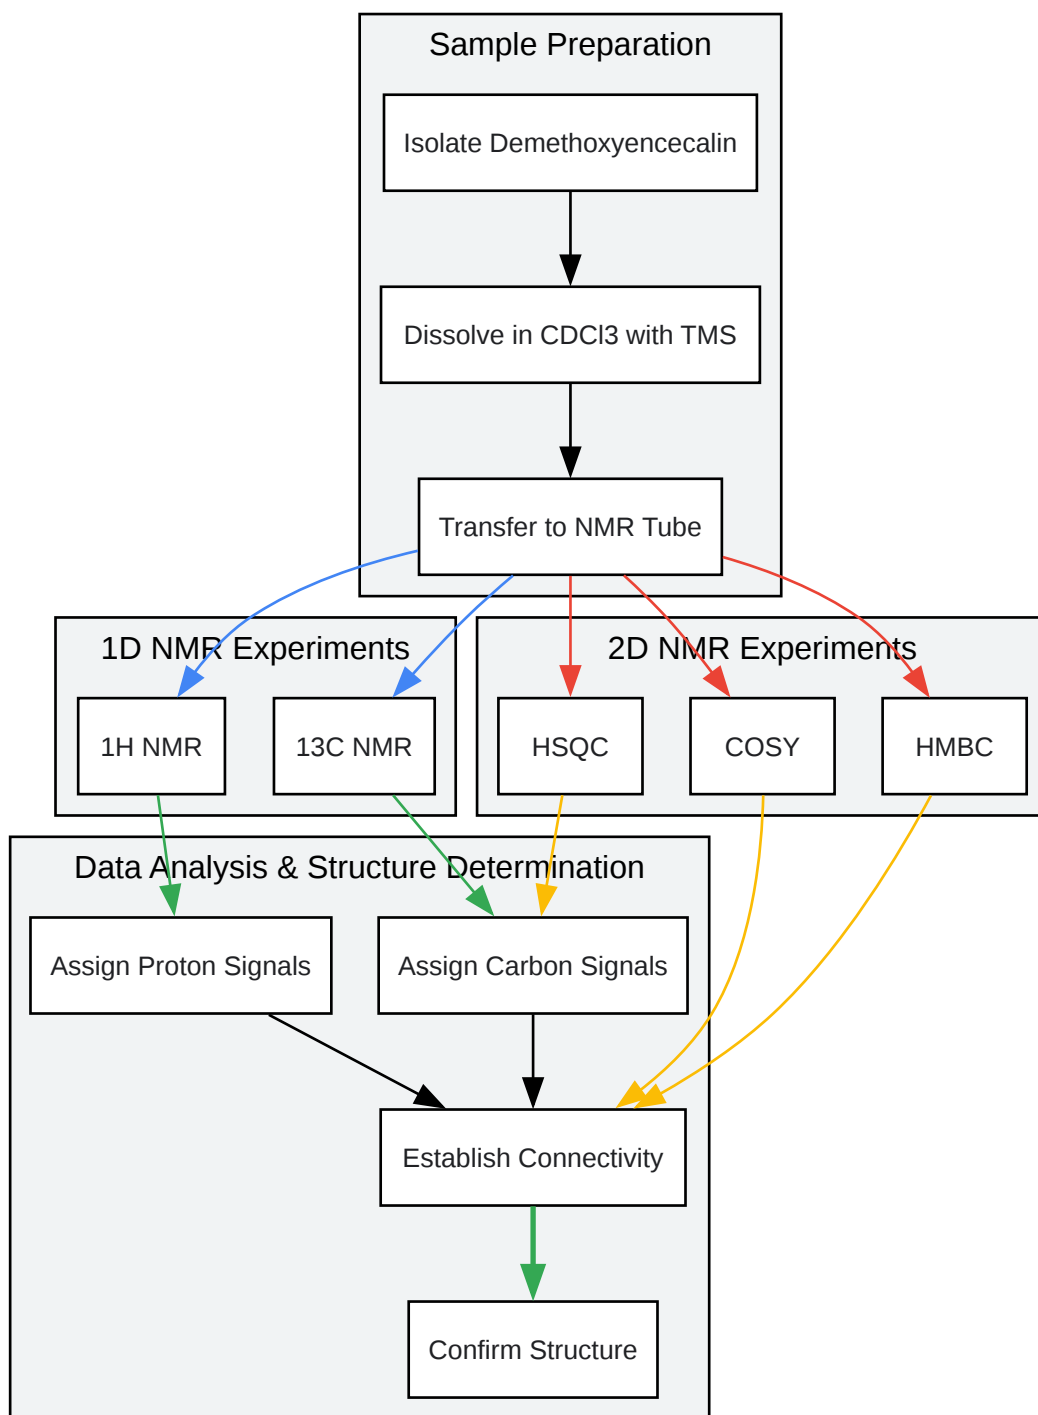 Sample Preparation
Isolate Demethoxyencecalin
Dissolve in CDCl3 with TMS
Transfer to NMR Tube
1D NMR Experiments
2D NMR Experiments
1H NMR
13C NMR
HSQC
COSY
HMBC
Data Analysis & Structure Determination
Assign Proton Signals
Assign Carbon Signals
Establish Connectivity
Confirm Structure